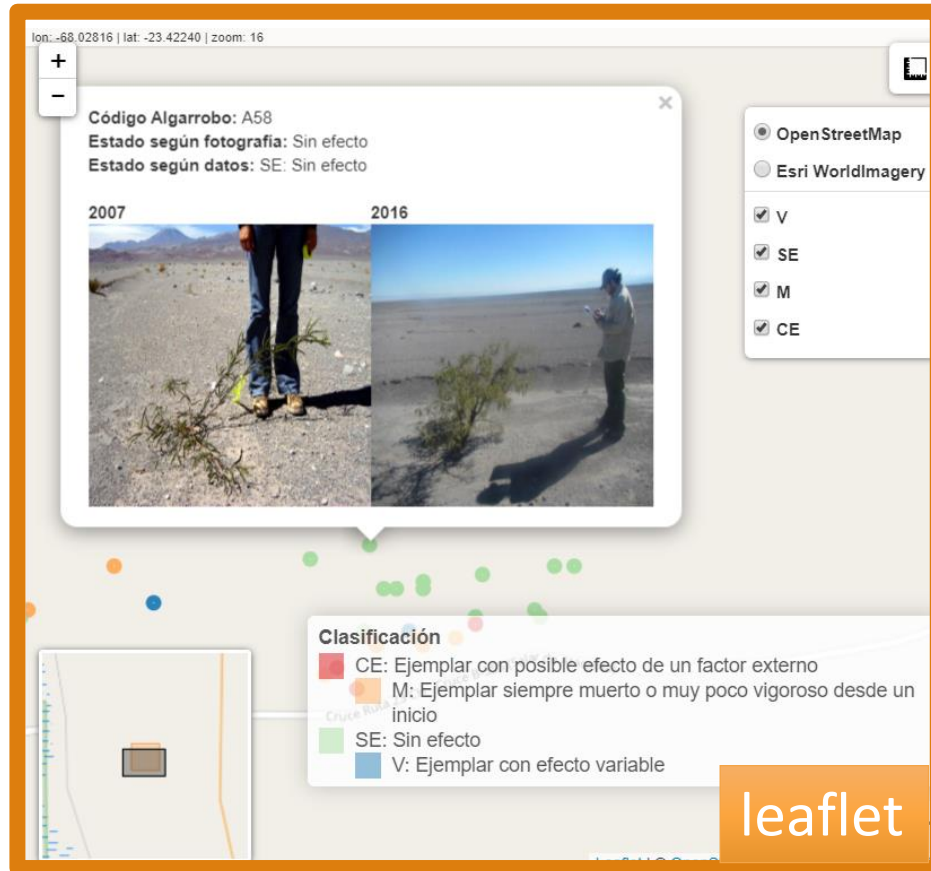 lon: -68.02816 | lat: -23.42240 | zoom: 16
+
−
×
Código Algarrobo: A58
Estado según fotografía: Sin efecto
Estado según datos: SE: Sin efecto
2007
2016
OpenStreetMap
Esri WorldImagery
V
SE
M
CE
Clasificación
CE: Ejemplar con posible efecto de un factor externo
M: Ejemplar siempre muerto o muy poco vigoroso desde un
inicio
SE: Sin efecto
V: Ejemplar con efecto variable
Cruce Ruta
leaflet